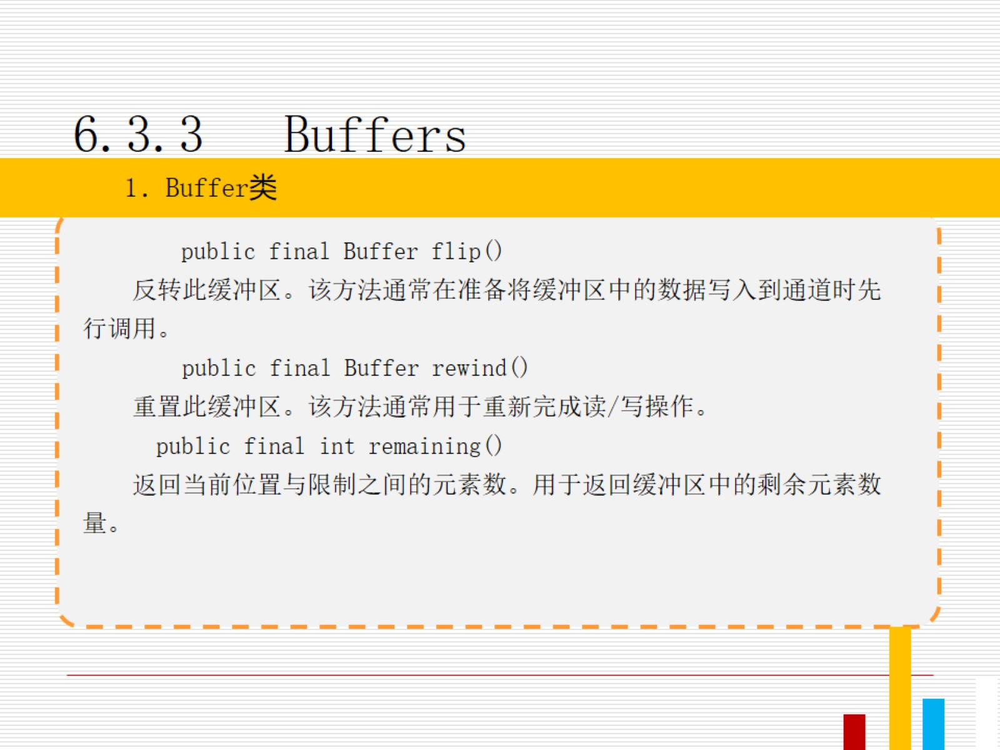 6.3.3 Buffers
1. Buffer类
public final Buffer flip()
反转此缓冲区。该方法通常在准备将缓冲区中的数据写入到通道时先
行调用。
public final Buffer rewind()
重置此缓冲区。该方法通常用于重新完成读/写操作。
public final int remaining()
返回当前位置与限制之间的元素数。用于返回缓冲区中的剩余元素数
量。